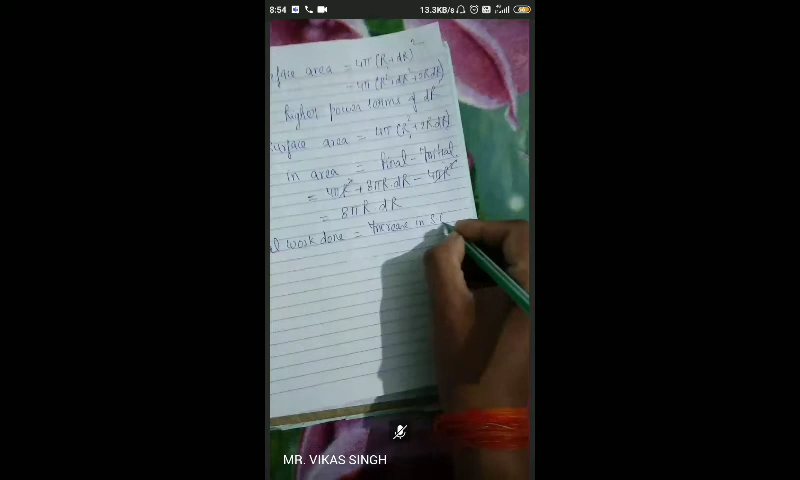 8:54 13.3KB/s
face area = 4π (R+dR)²
= 4π (R²+dR²+2RdR)
higher power terms of dR
Surface area = 4π (R²+2RdR)
in area = Final - Initial
= 4πR² + 8πR.dR - 4πR²
= 8πR dR
work done = Increase in S.
MR. VIKAS SINGH